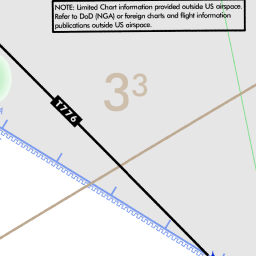 NOTE: Limited Chart information provided outside US airspace.
Refer to DoD (NGA) or foreign charts and flight information
publications outside US airspace.
3³
T776